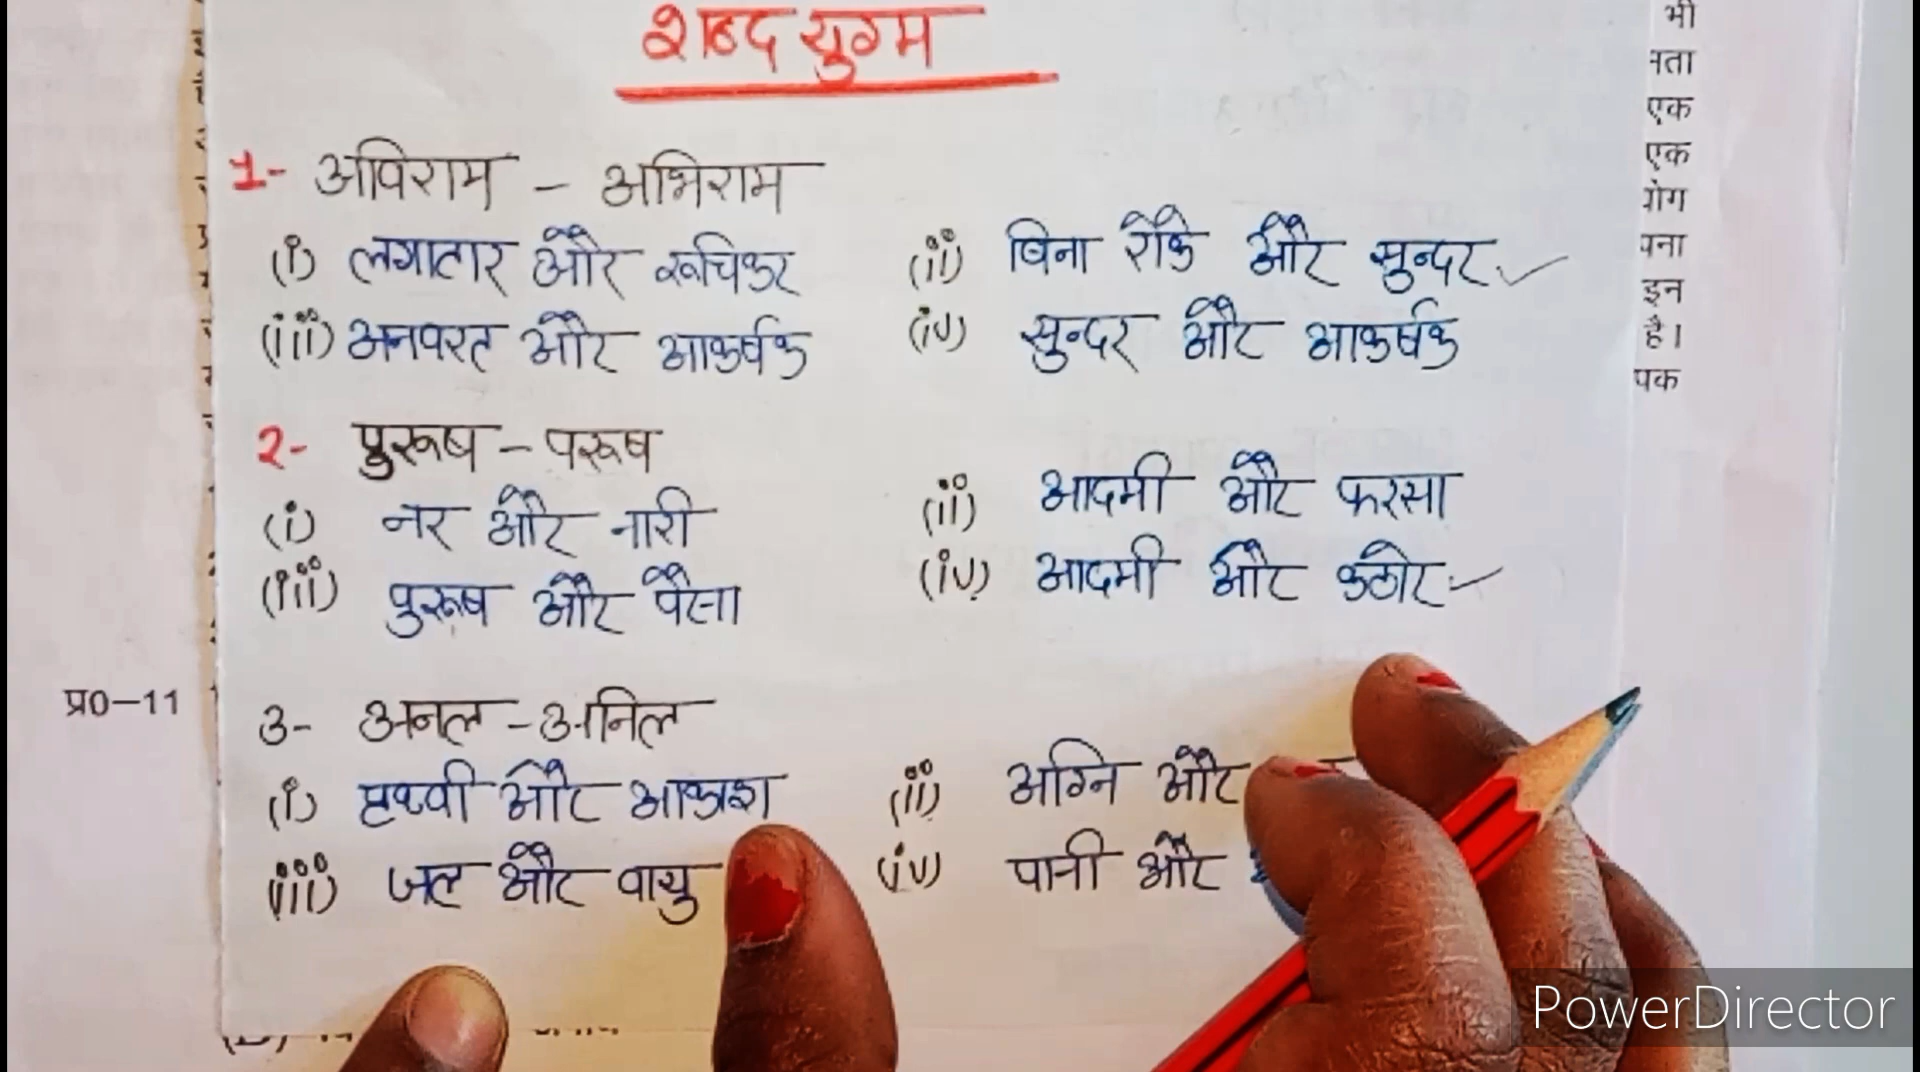 शब्द युग्म
1- अविराम - अभिराम
(i) लगातार और रूचिकर (ii) बिना रोके और सुन्दर
(iii) अनवरत और आकर्षक (iv) सुन्दर और आकर्षक
2- पुरूष - परूष
(i) नर और नारी (ii) आदमी और फरसा
(iii) पुरूष और पैसा (iv) आदमी और कठोर
3- अनल - अनिल
(i) पृथ्वी और आकाश (ii) अग्नि और
(iii) जल और वायु (iv) पानी और
प्र0-11
भी
नता
एक
एक
योग
पना
इन
है।
पक
PowerDirector